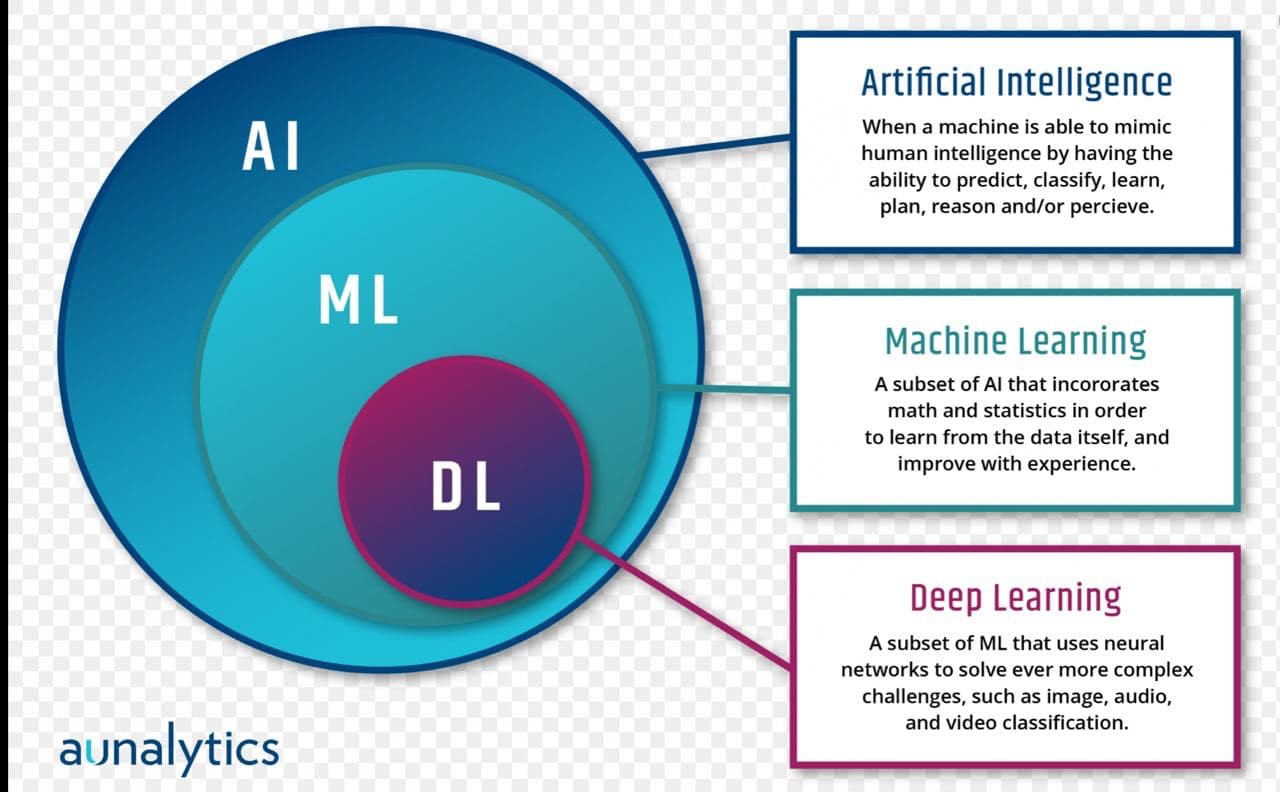 AI
ML
DL
Artificial Intelligence
When a machine is able to mimic
human intelligence by having the
ability to predict, classify, learn,
plan, reason and/or percieve.
Machine Learning
A subset of AI that incororates
math and statistics in order
to learn from the data itself, and
improve with experience.
Deep Learning
A subset of ML that uses neural
networks to solve ever more complex
challenges, such as image, audio,
and video classification.
aunalytics